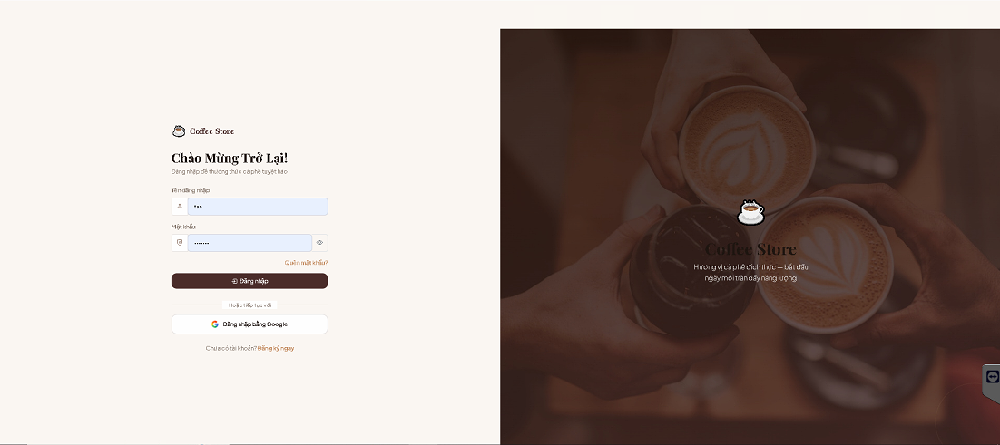 Coffee Store
Chào Mừng Trở Lại!
Đăng nhập để thưởng thức cà phê tuyệt hảo
Tên đăng nhập
tan
Mật khẩu
•••••••
Quên mật khẩu?
Đăng nhập
Hoặc tiếp tục với
Đăng nhập bằng Google
Chưa có tài khoản? Đăng ký ngay
Coffee Store
Hương vị cà phê đích thực — bắt đầu
ngày mới tràn đầy năng lượng